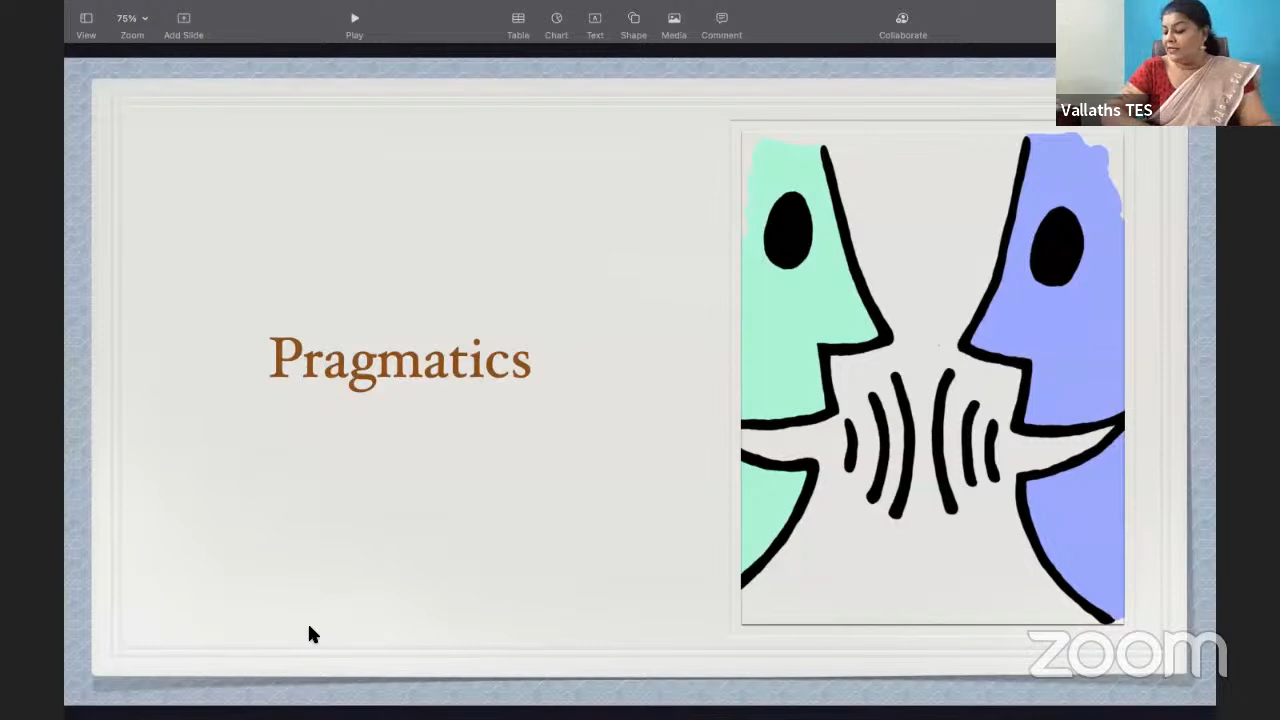 75%
View
Zoom
Add Slide
Play
Table
Chart
Text
Shape
Media
Comment
Collaborate
Vallaths TES
Pragmatics
zoom